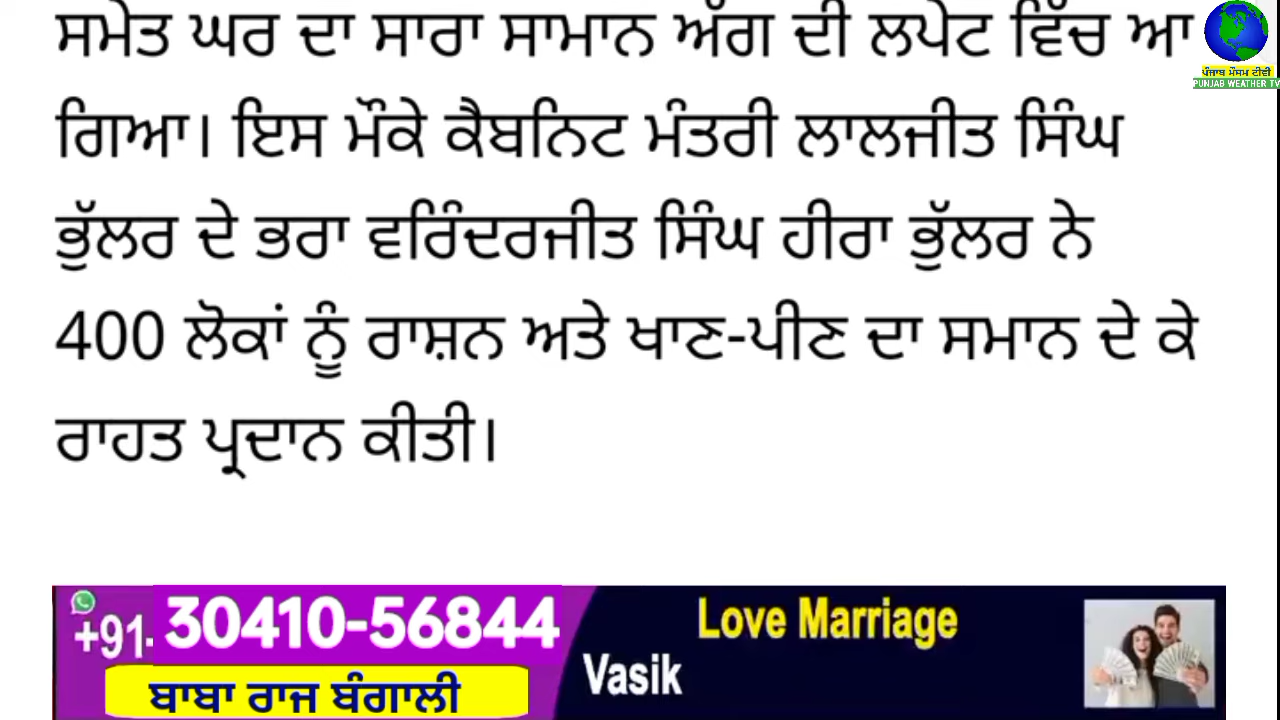 ਸਮੇਤ ਘਰ ਦਾ ਸਾਰਾ ਸਾਮਾਨ ਅੱਗ ਦੀ ਲਪੇਟ ਵਿੱਚ ਆ
ਗਿਆ। ਇਸ ਮੌਕੇ ਕੈਬਨਿਟ ਮੰਤਰੀ ਲਾਲਜੀਤ ਸਿੰਘ
ਭੁੱਲਰ ਦੇ ਭਰਾ ਵਰਿੰਦਰਜੀਤ ਸਿੰਘ ਹੀਰਾ ਭੁੱਲਰ ਨੇ
400 ਲੋਕਾਂ ਨੂੰ ਰਾਸ਼ਨ ਅਤੇ ਖਾਣ-ਪੀਣ ਦਾ ਸਮਾਨ ਦੇ ਕੇ
ਰਾਹਤ ਪ੍ਰਦਾਨ ਕੀਤੀ।
ਪੰਜਾਬ ਮੌਸਮ ਟੀਵੀ
PUNJAB WEATHER TV
+91. 30410-56844
ਬਾਬਾ ਰਾਜ ਬੰਗਾਲੀ
Love Marriage
Vasik